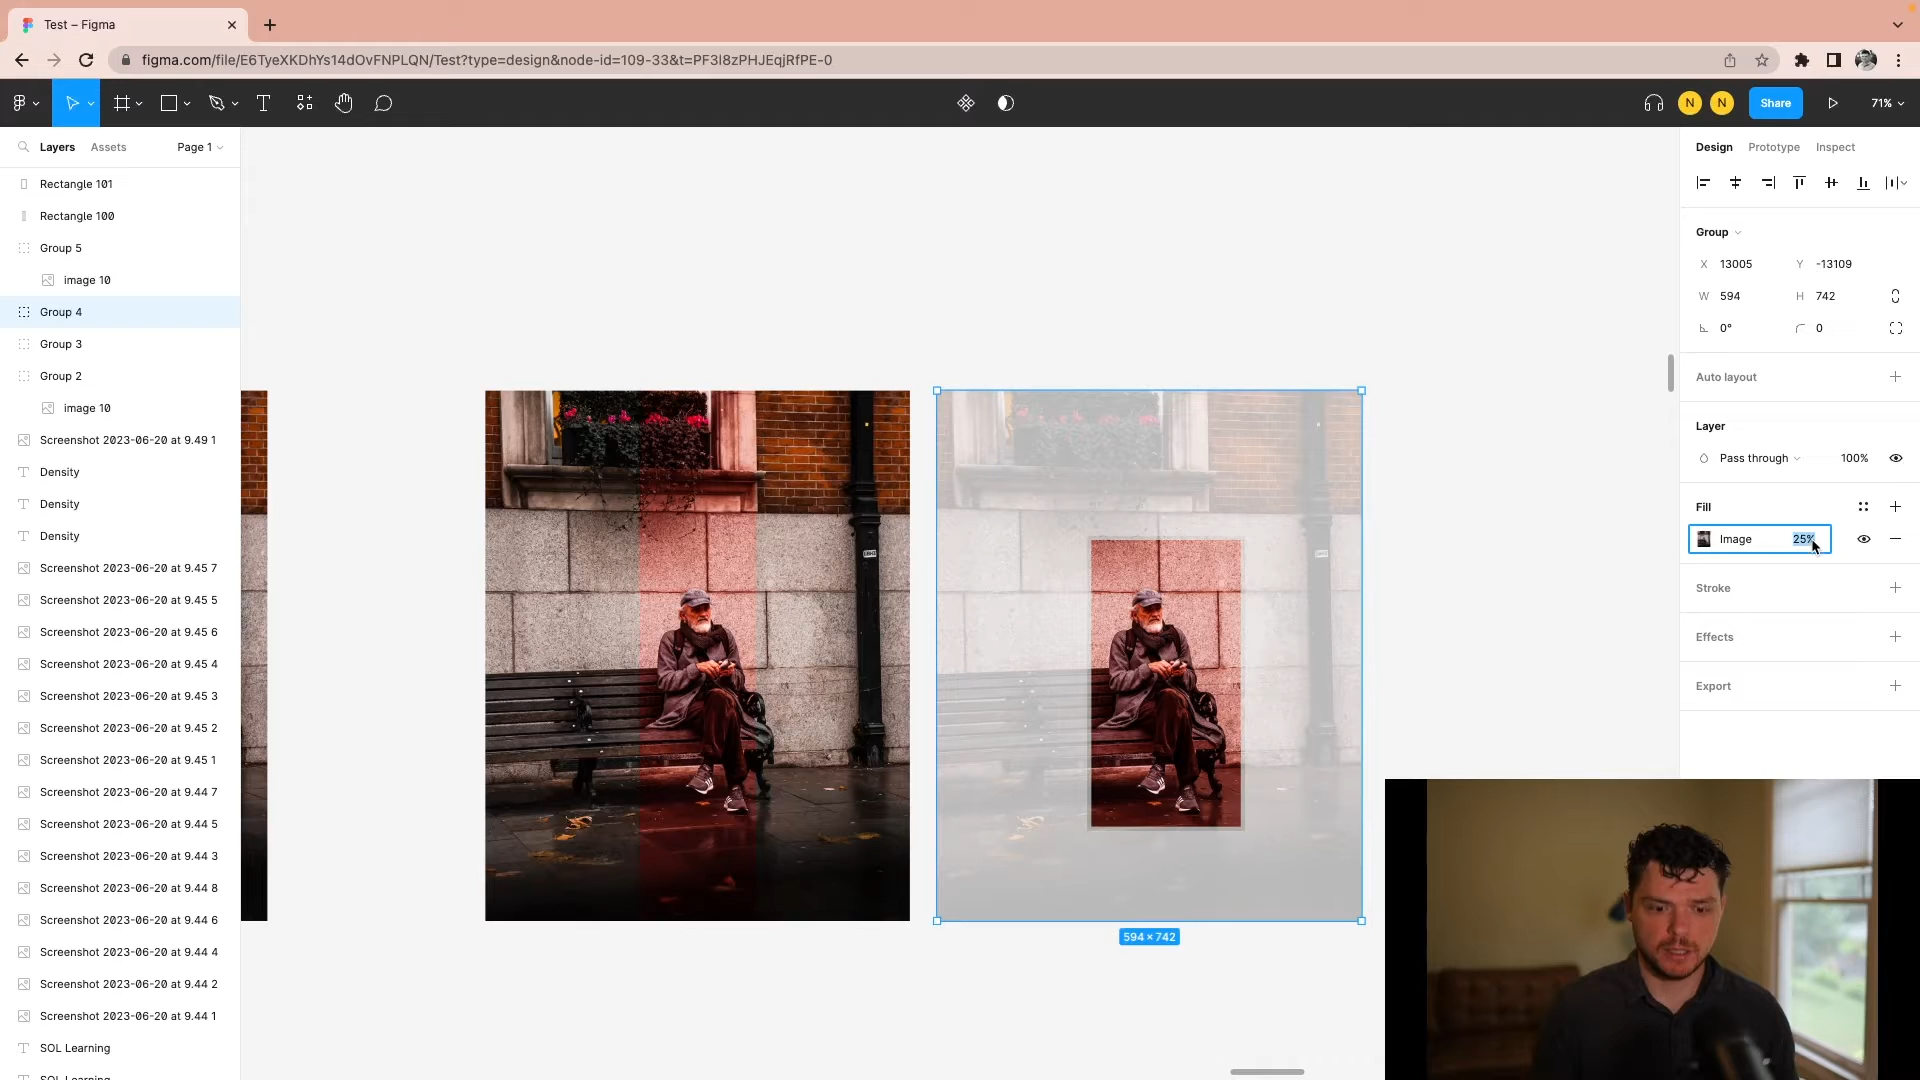 Test – Figma
figma.com/file/E6TyeXKDhYs14dOvFNPLQN/Test?type=design&node-id=109-33&t=PF3I8zPHJEqjRfPE-0
N
N
Share
71%
Layers
Assets
Page 1
Rectangle 101
Rectangle 100
Group 5
image 10
Group 4
Group 3
Group 2
image 10
Screenshot 2023-06-20 at 9.49 1
Density
Density
Density
Screenshot 2023-06-20 at 9.45 7
Screenshot 2023-06-20 at 9.45 5
Screenshot 2023-06-20 at 9.45 6
Screenshot 2023-06-20 at 9.45 4
Screenshot 2023-06-20 at 9.45 3
Screenshot 2023-06-20 at 9.45 2
Screenshot 2023-06-20 at 9.45 1
Screenshot 2023-06-20 at 9.44 7
Screenshot 2023-06-20 at 9.44 5
Screenshot 2023-06-20 at 9.44 3
Screenshot 2023-06-20 at 9.44 8
Screenshot 2023-06-20 at 9.44 6
Screenshot 2023-06-20 at 9.44 4
Screenshot 2023-06-20 at 9.44 2
Screenshot 2023-06-20 at 9.44 1
SOL Learning
SOL Learning
594 × 742
Design
Prototype
Inspect
Group
X 13005
Y -13109
W 594
H 742
0°
0
Auto layout
Layer
Pass through
100%
Fill
Image
25%
Stroke
Effects
Export